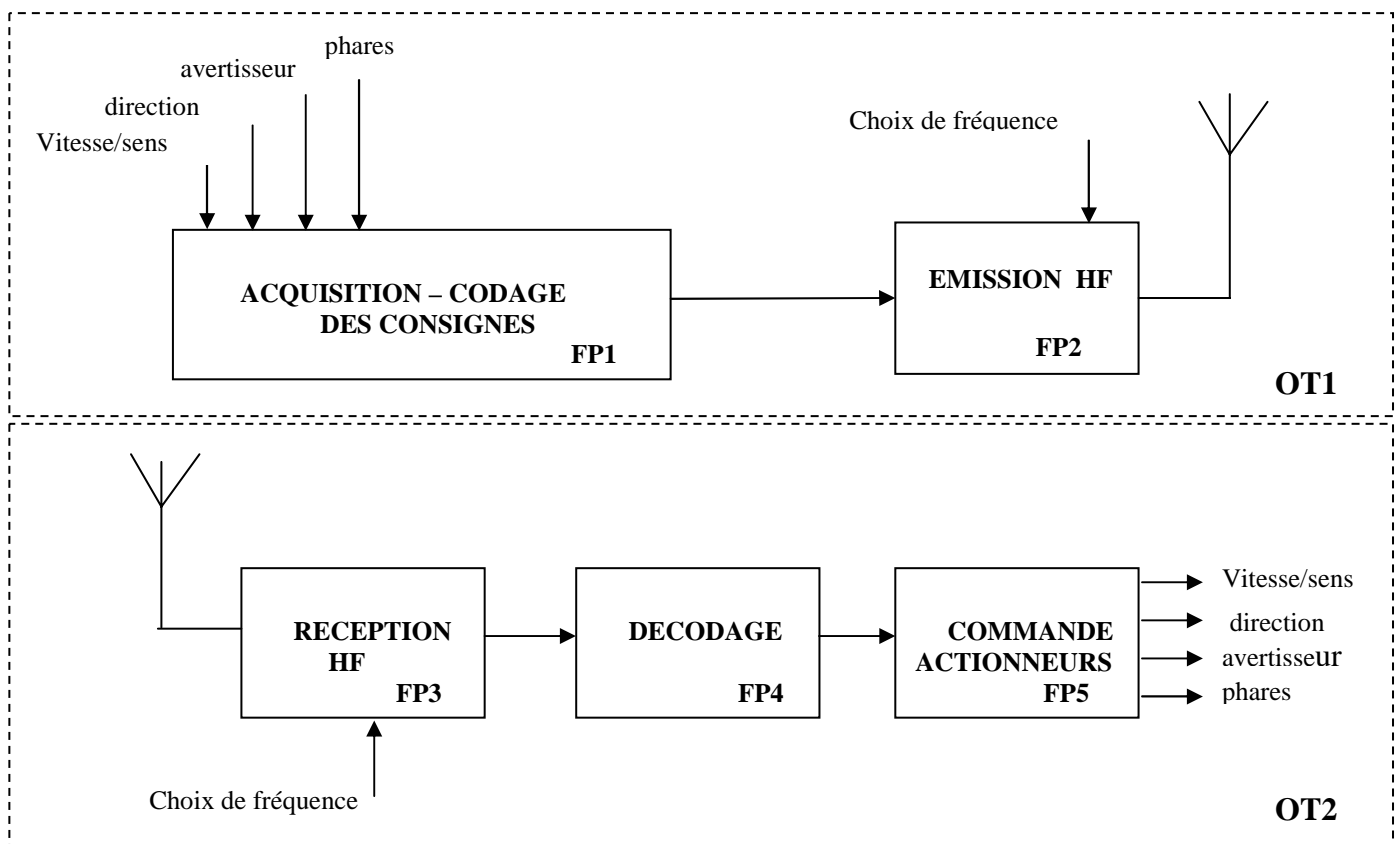 phares
avertisseur
direction
Vitesse/sens
Choix de fréquence
ACQUISITION – CODAGE
DES CONSIGNES
FP1
EMISSION HF
FP2
OT1
RECEPTION
HF
FP3
DECODAGE
FP4
COMMANDE
ACTIONNEURS
FP5
Vitesse/sens
direction
avertisseur
phares
Choix de fréquence
OT2